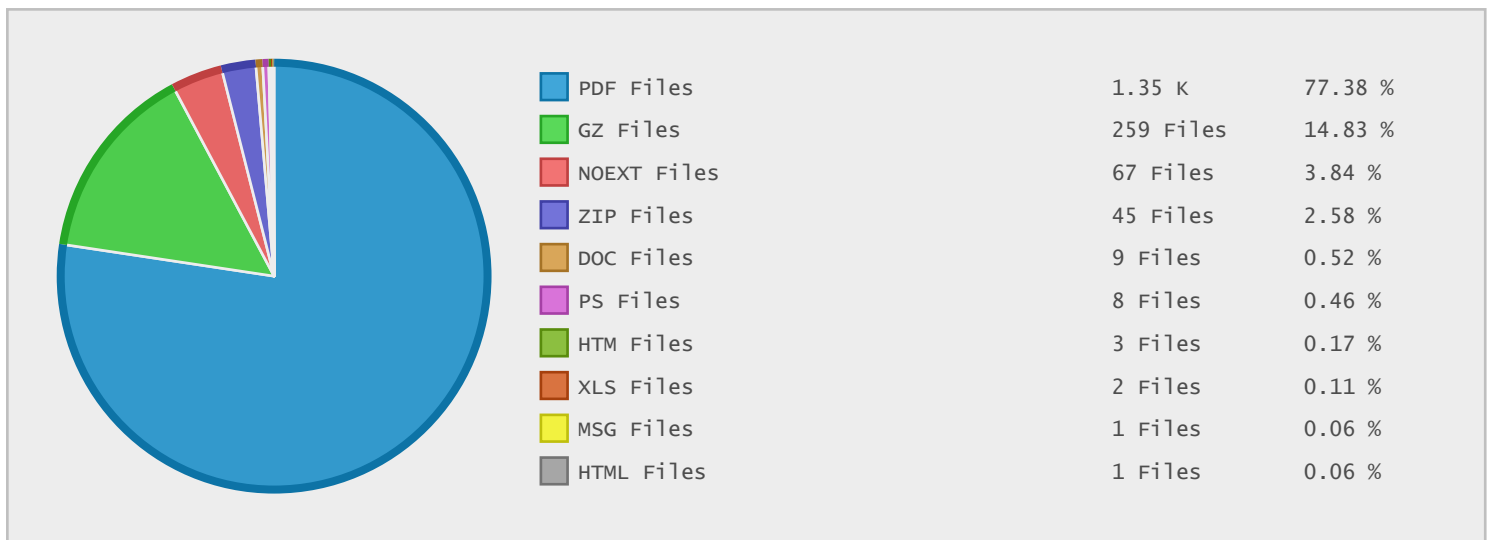 PDF Files 1.35 K 77.38 %
GZ Files 259 Files 14.83 %
NOEXT Files 67 Files 3.84 %
ZIP Files 45 Files 2.58 %
DOC Files 9 Files 0.52 %
PS Files 8 Files 0.46 %
HTM Files 3 Files 0.17 %
XLS Files 2 Files 0.11 %
MSG Files 1 Files 0.06 %
HTML Files 1 Files 0.06 %